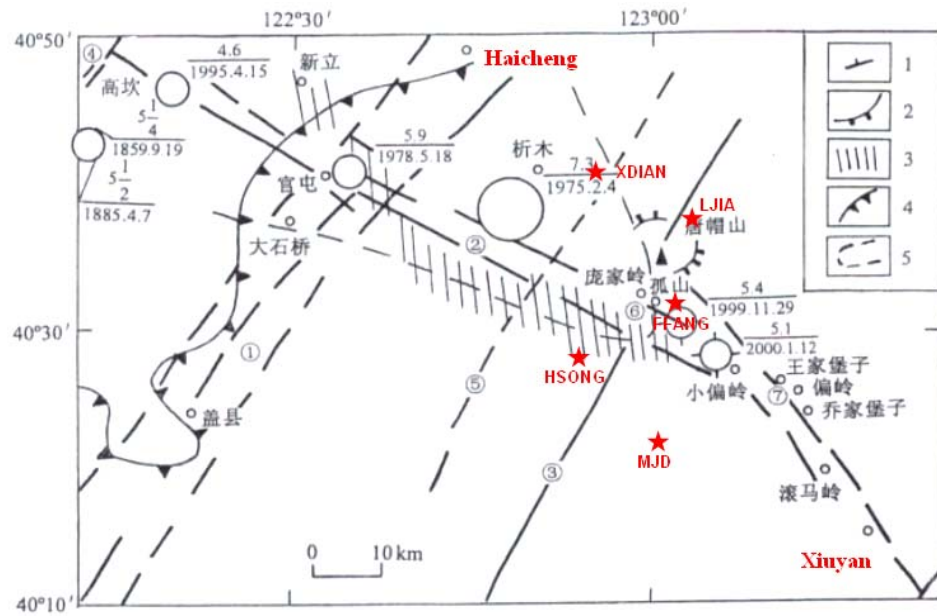 122°30′
123°00′
40°50′
④
4.6
1995.4.15
新立
Haicheng
高坎
5 1/4
1859.9.19
5 1/2
1885.4.7
5.9
1978.5.18
官屯
大石桥
析木
7.3
1975.2.4
XDIAN
LJIA
唐帽山
②
庞家岭
孤山
⑥
5.4
1999.11.29
FFANG
5.1
2000.1.12
40°30′
①
HSONG
⑤
小偏岭
王家堡子
⑦
偏岭
乔家堡子
盖县
MJD
③
滚马岭
0 10 km
Xiuyan
40°10′
1
2
3
4
5